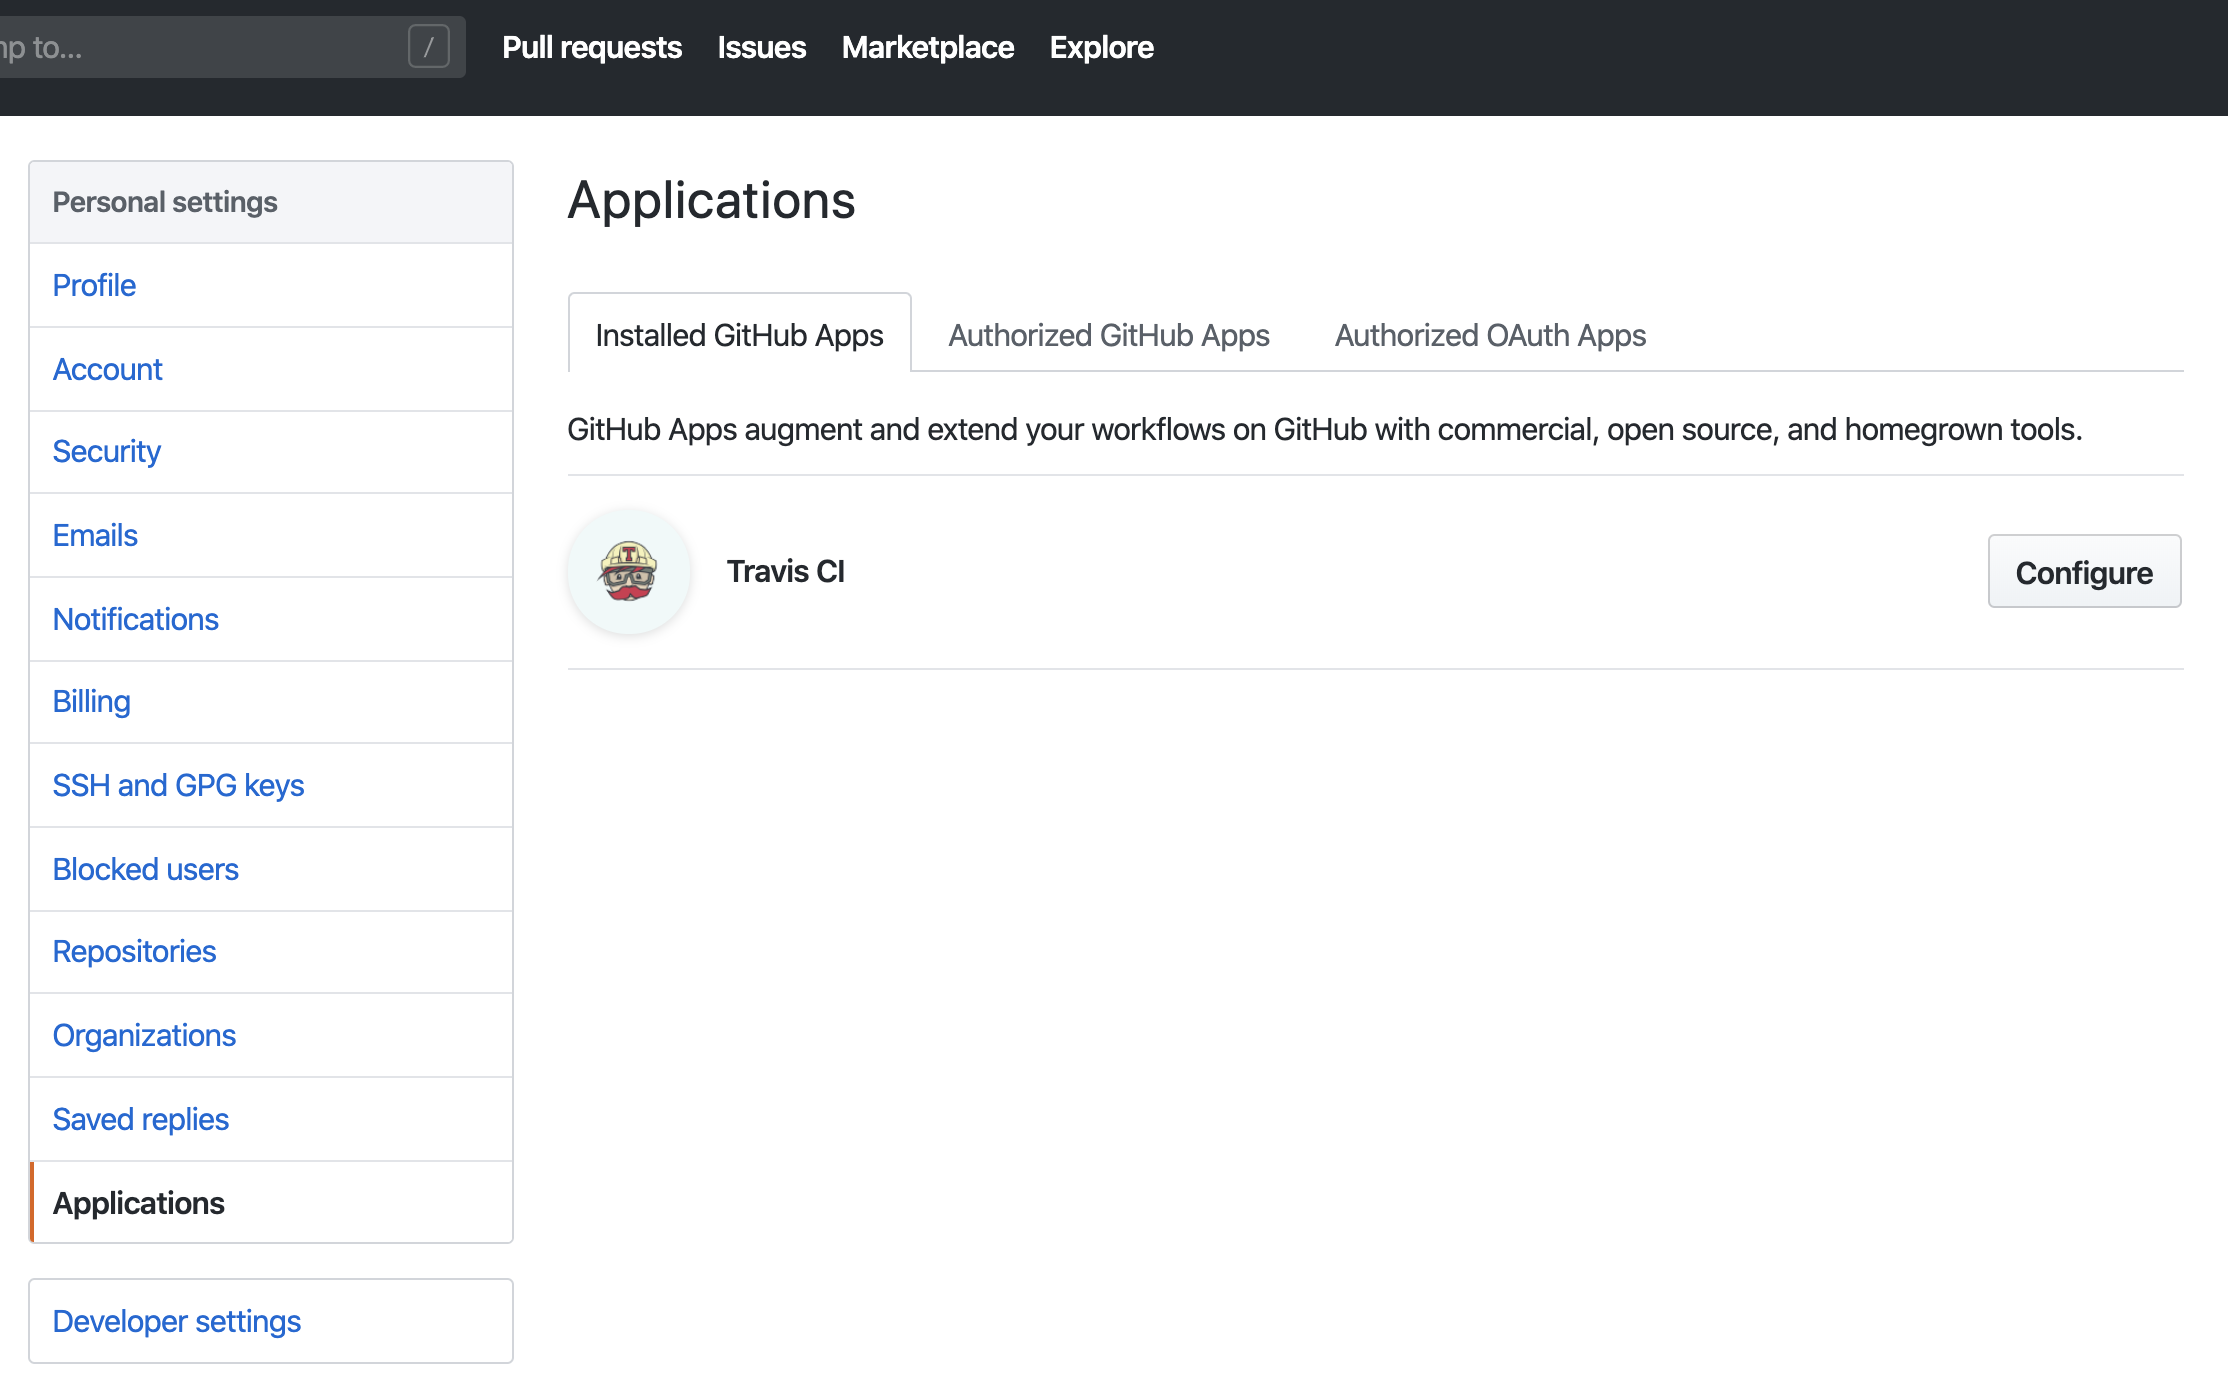 to...
/
Pull requests
Issues
Marketplace
Explore
Personal settings
Profile
Account
Security
Emails
Notifications
Billing
SSH and GPG keys
Blocked users
Repositories
Organizations
Saved replies
Applications
Developer settings
Applications
Installed GitHub Apps
Authorized GitHub Apps
Authorized OAuth Apps
GitHub Apps augment and extend your workflows on GitHub with commercial, open source, and homegrown tools.
T
Travis CI
Configure